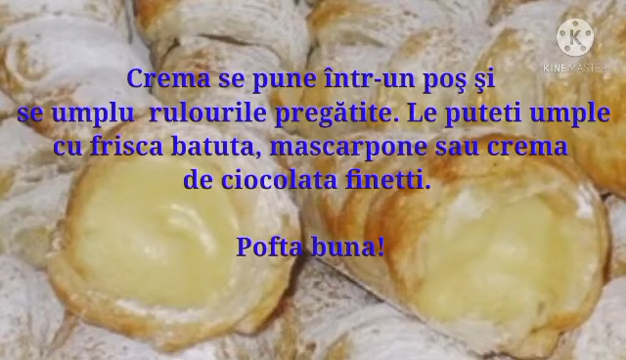 KINEMASTER
Crema se pune într-un poş şi
se umplu rulourile pregătite. Le puteti umple
cu frisca batuta, mascarpone sau crema
de ciocolata finetti.
Pofta buna!